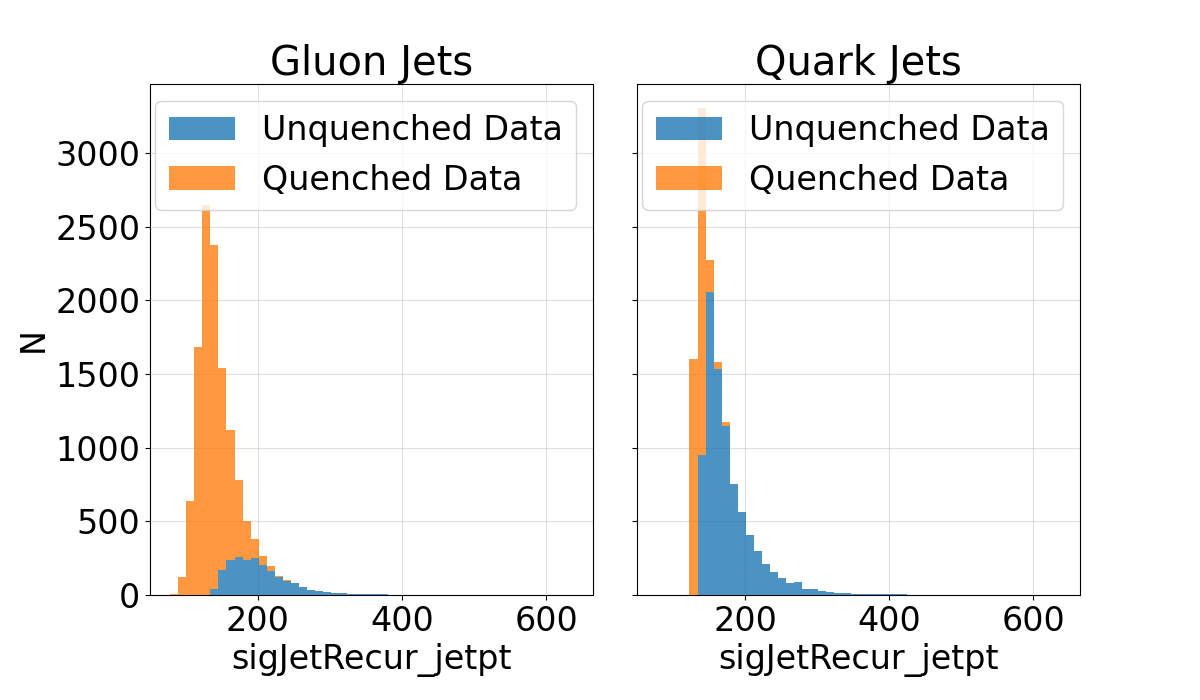 Gluon Jets
Quark Jets
Unquenched Data
Quenched Data
Unquenched Data
Quenched Data
3000
2500
2000
1500
1000
500
0
N
200 400 600
200 400 600
sigJetRecur_jetpt
sigJetRecur_jetpt